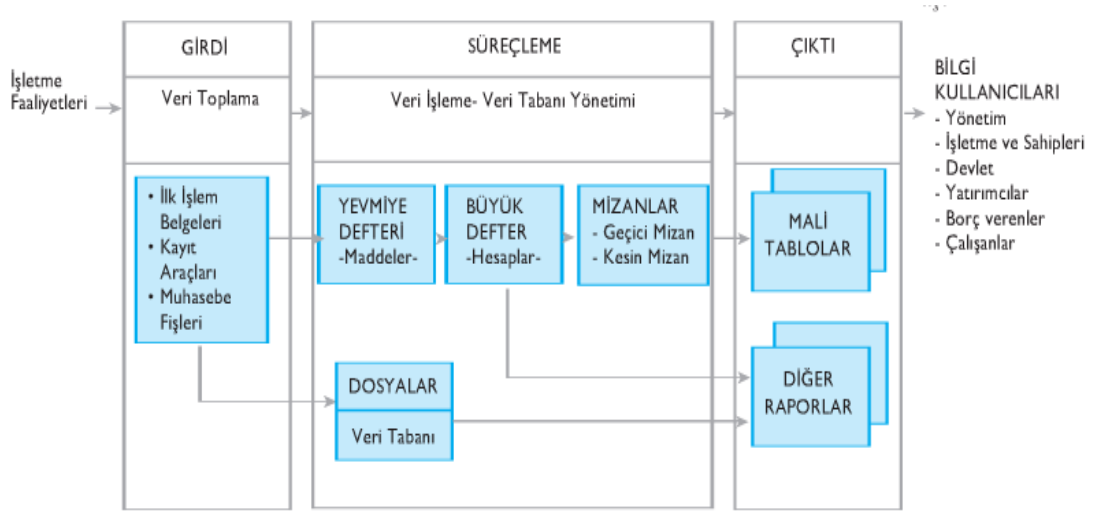 İşletme
Faaliyetleri
GİRDİ
Veri Toplama
• İlk İşlem
Belgeleri
• Kayıt
Araçları
• Muhasebe
Fişleri
SÜREÇLEME
Veri İşleme- Veri Tabanı Yönetimi
YEVMİYE
DEFTERİ
-Maddeler-
BÜYÜK
DEFTER
-Hesaplar-
MİZANLAR
- Geçici Mizan
- Kesin Mizan
DOSYALAR
Veri Tabanı
ÇIKTI
MALİ
TABLOLAR
DİĞER
RAPORLAR
BİLGİ
KULLANICILARI
- Yönetim
- İşletme ve Sahipleri
- Devlet
- Yatırımcılar
- Borç verenler
- Çalışanlar